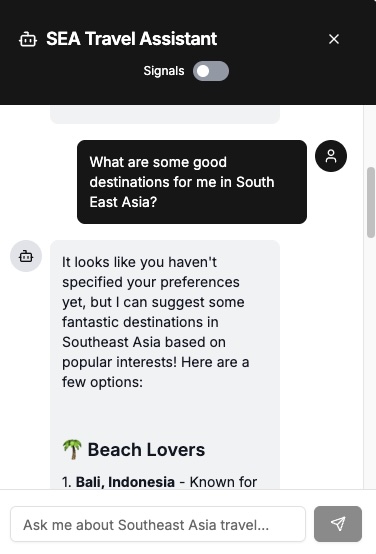 SEA Travel Assistant
Signals
What are some good
destinations for me in South
East Asia?
It looks like you haven't
specified your preferences
yet, but I can suggest some
fantastic destinations in
Southeast Asia based on
popular interests! Here are a
few options:
🌴 Beach Lovers
1. Bali, Indonesia - Known for
Ask me about Southeast Asia travel...